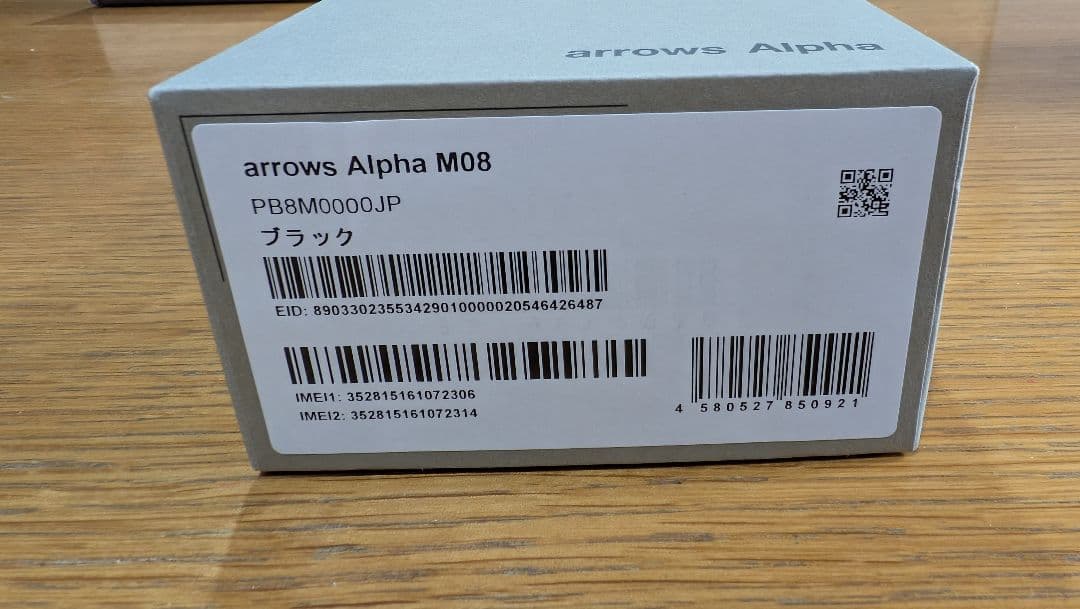 arrows Alpha
arrows Alpha M08
PB8M0000JP
ブラック
EID: 89033023553429010000020546426487
IMEI1: 352815161072306
IMEI2: 352815161072314
4 580527 850921